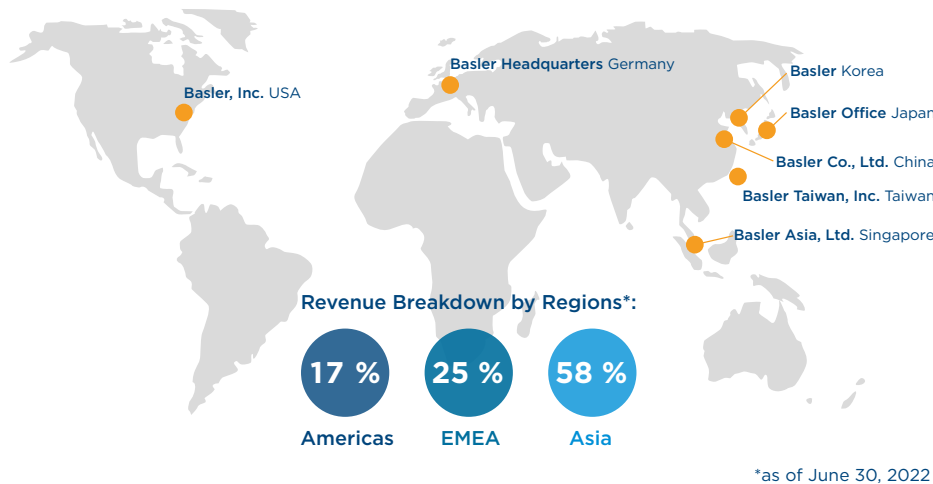 Basler Headquarters Germany
Basler Korea
Basler, Inc. USA
Basler Office Japan
Basler Co., Ltd. China
Basler Taiwan, Inc. Taiwan
Basler Asia, Ltd. Singapore
Revenue Breakdown by Regions*:
17 %
25 %
58 %
Americas
EMEA
Asia
*as of June 30, 2022